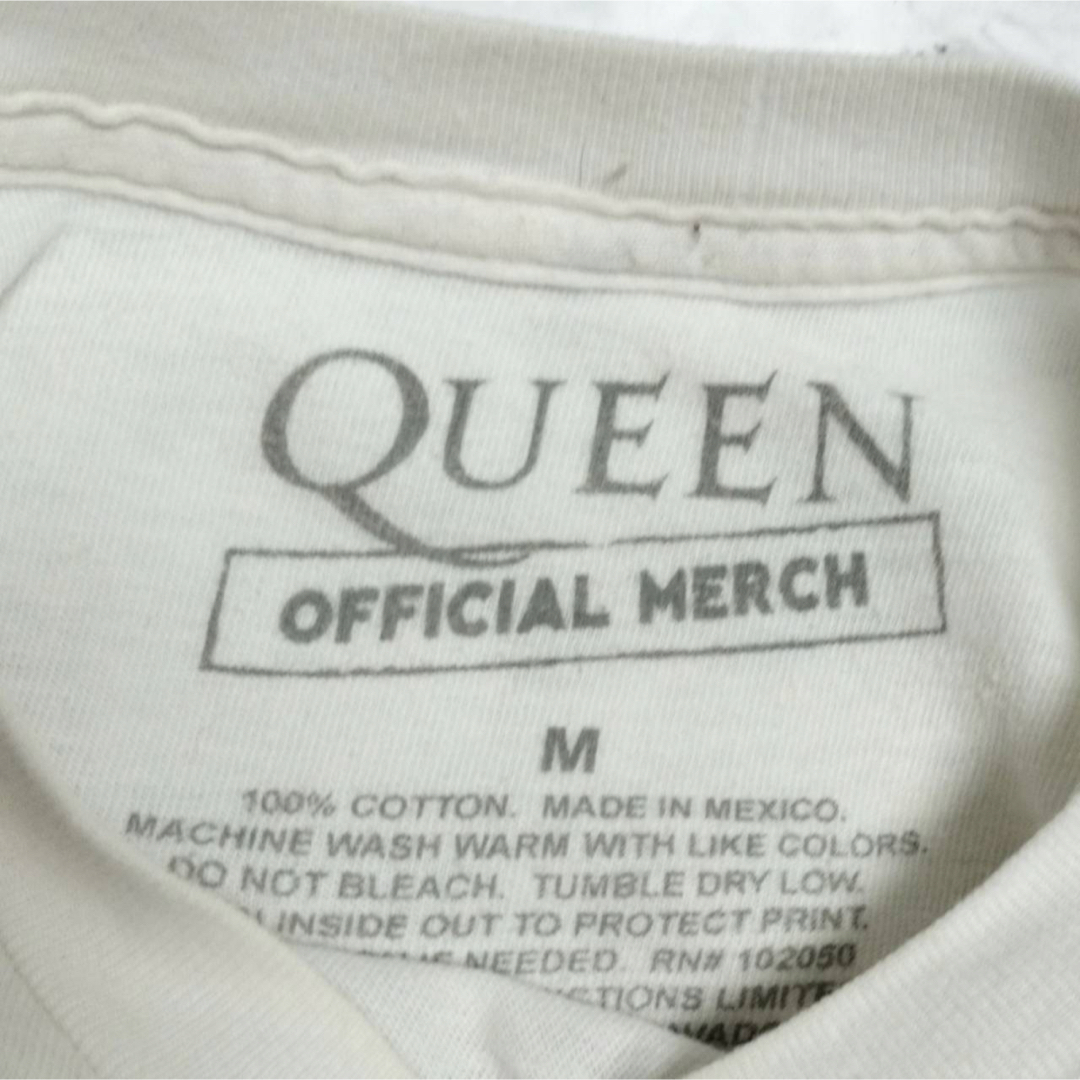 QUEEN
OFFICIAL MERCH
M
100% COTTON. MADE IN MEXICO.
MACHINE WASH WARM WITH LIKE COLORS.
DO NOT BLEACH. TUMBLE DRY LOW.
INSIDE OUT TO PROTECT PRINT.
NEEDED. RN# 102050